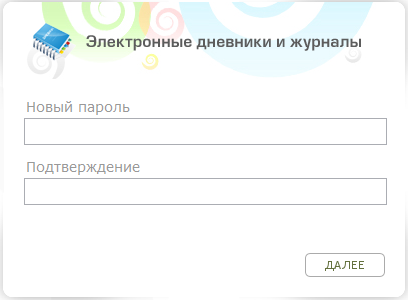 Электронные дневники и журналы
Новый пароль
Подтверждение
ДАЛЕЕ